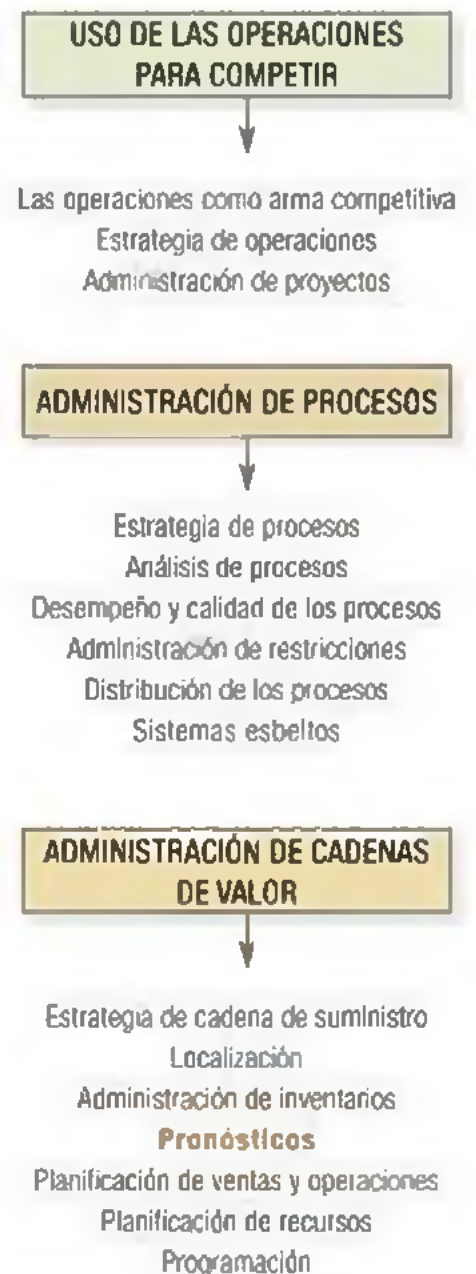 USO DE LAS OPERACIONES
PARA COMPETIR
Las operaciones como arma competitiva
Estrategia de operaciones
Administración de proyectos
ADMINISTRACIÓN DE PROCESOS
Estrategia de procesos
Análisis de procesos
Desempeño y calidad de los procesos
Administración de restricciones
Distribución de los procesos
Sistemas esbeltos
ADMINISTRACIÓN DE CADENAS
DE VALOR
Estrategia de cadena de suministro
Localización
Administración de inventarios
Pronósticos
Planificación de ventas y operaciones
Planificación de recursos
Programación